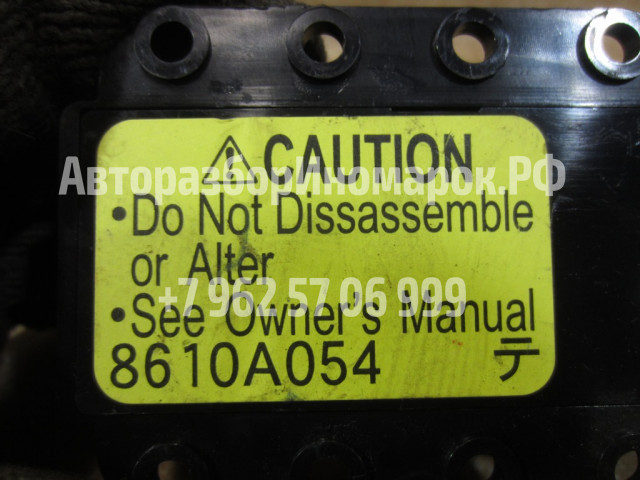 ⚠CAUTION
АвторазборИномарок.РФ
•Do Not Dissassemble
or Alter
+7 962 57 06 999
•See Owner's Manual
8610A054 テ